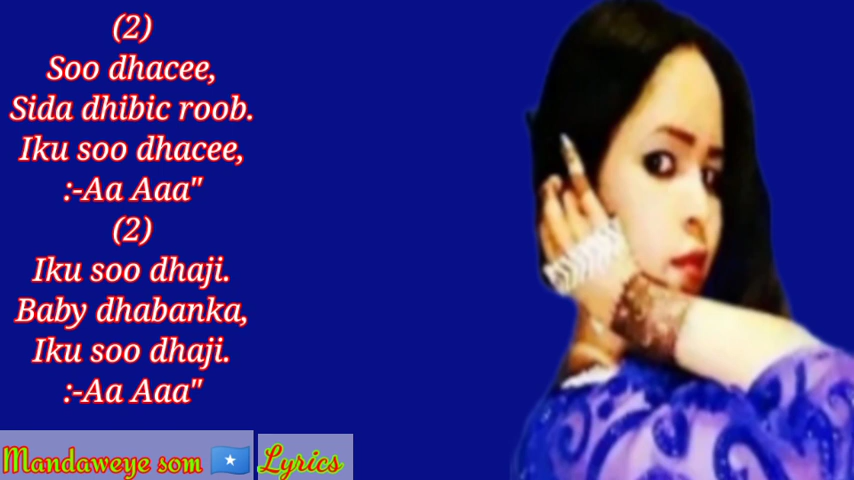 (2)
Soo dhacee,
Sida dhibic roob.
Iku soo dhacee,
:-Aa Aaa"
(2)
Iku soo dhaji.
Baby dhabanka,
Iku soo dhaji.
:-Aa Aaa"
Mandaweye som 🇸🇴 Lyrics